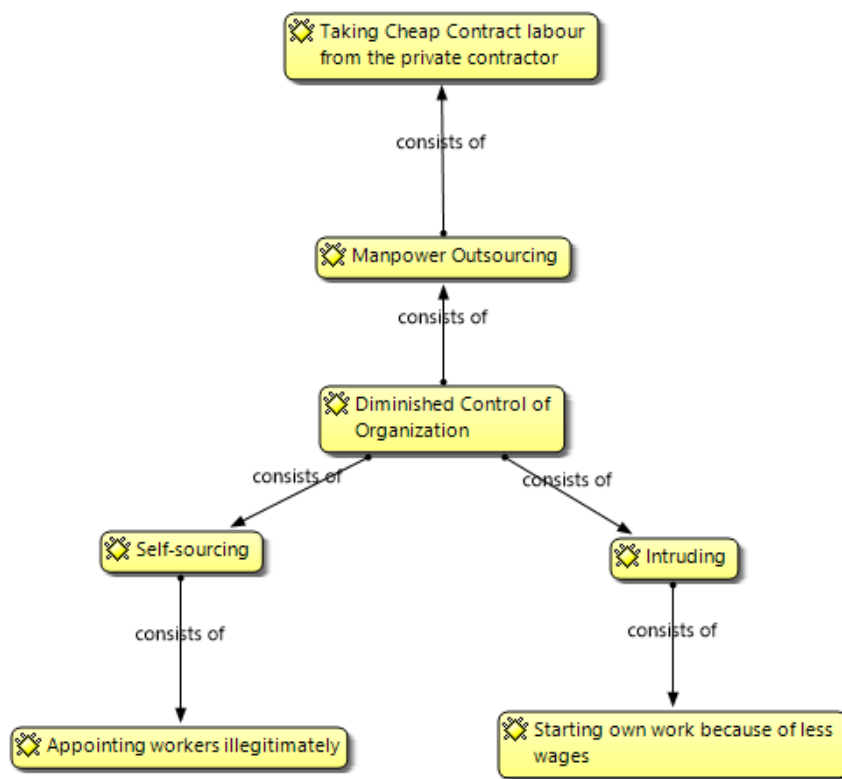 Taking Cheap Contract labour
from the private contractor
consists of
Manpower Outsourcing
consists of
Diminished Control of
Organization
consists of
consists of
Self-sourcing
Intruding
consists of
consists of
Appointing workers illegitimately
Starting own work because of less
wages